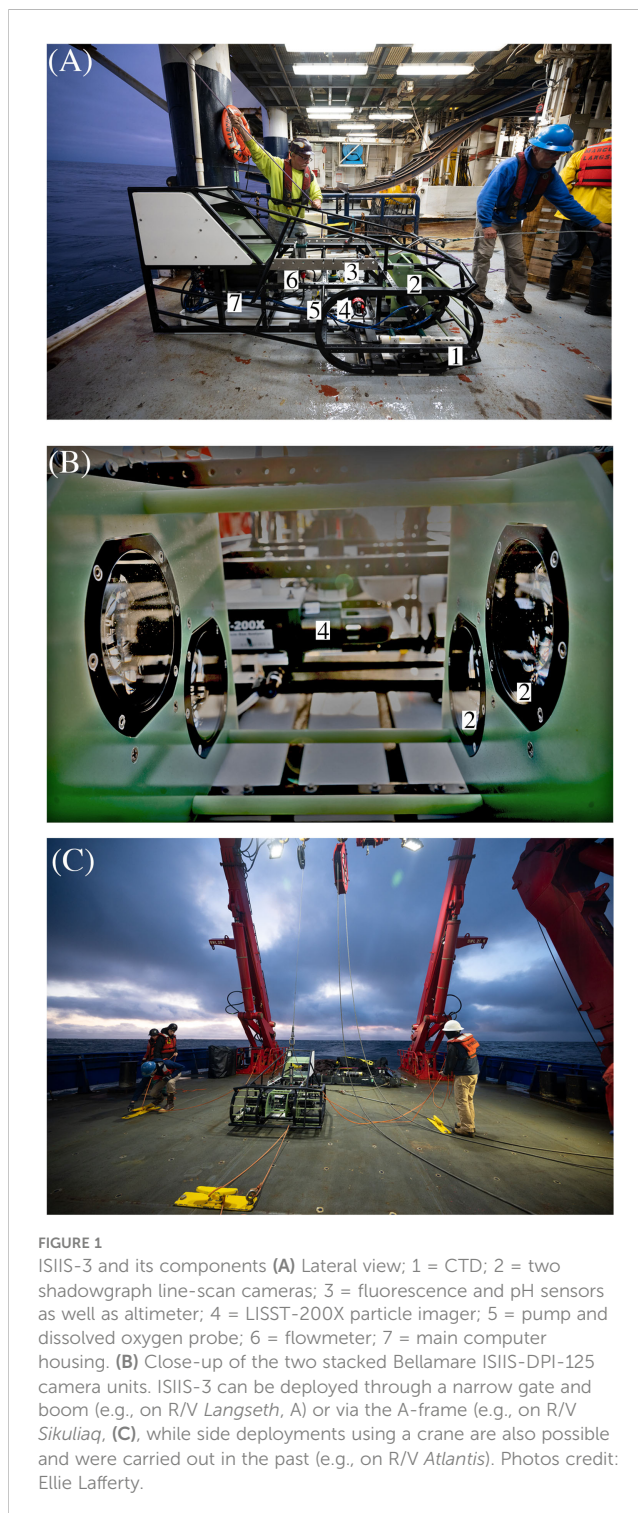 (A)
7
6
3
2
5
4
1
(B)
T-200X
4
2
2
(C)
FIGURE 1
ISIIS-3 and its components (A) Lateral view; 1 = CTD; 2 = two
shadowgraph line-scan cameras; 3 = fluorescence and pH sensors
as well as altimeter; 4 = LISST-200X particle imager; 5 = pump and
dissolved oxygen probe; 6 = flowmeter; 7 = main computer
housing. (B) Close-up of the two stacked Bellamare ISIIS-DPI-125
camera units. ISIIS-3 can be deployed through a narrow gate and
boom (e.g., on R/V Langseth, A) or via the A-frame (e.g., on R/V
Sikuliaq, (C), while side deployments using a crane are also possible
and were carried out in the past (e.g., on R/V Atlantis). Photos credit:
Ellie Lafferty.